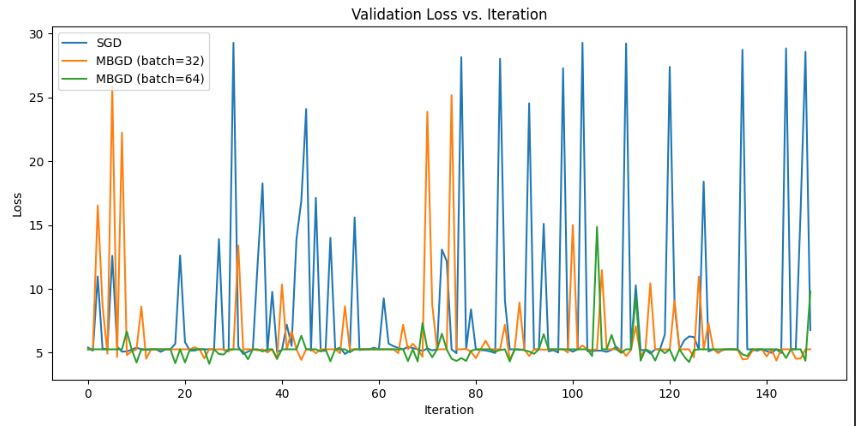 Validation Loss vs. Iteration
SGD
MBGD (batch=32)
MBGD (batch=64)
Loss
30
25
20
15
10
5
0
20
40
60
80
100
120
140
Iteration